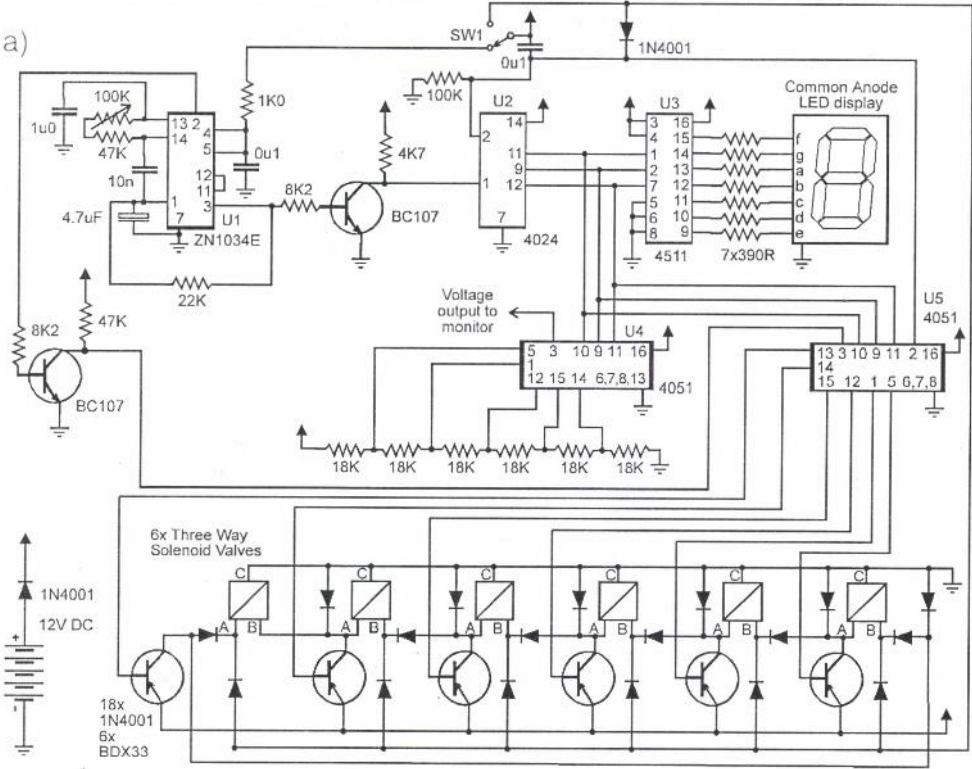 a)
SW1
0u1
1N4001
100K
1K0
100K
U2
U3
Common Anode
LED display
1u0
47K
10n
4.7uF
13 2
14
4
5
12
11
1
3
7
0u1
U1
ZN1034E
8K2
4K7
BC107
22K
14
2
11
9
1
12
7
4024
3
4
1
2
7
5
6
8
16
15
14
13
12
11
10
9
4511
7x390R
f
g
a
b
c
d
e
8K2
47K
BC107
Voltage
output to
monitor
U4
5 3 10 9 11 16
1
12 15 14 6,7,8,13
4051
U5
4051
13 3 10 9 11 2 16
14
15 12 1 5 6,7,8
18K 18K 18K 18K 18K 18K
6x Three Way
Solenoid Valves
1N4001
12V DC
+
-
C C C C C C
A B A B A B A B A B A B
18x
1N4001
6x
BDX33